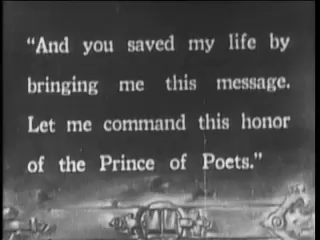 "And you saved my life by
bringing me this message.
Let me command this honor
of the Prince of Poets."